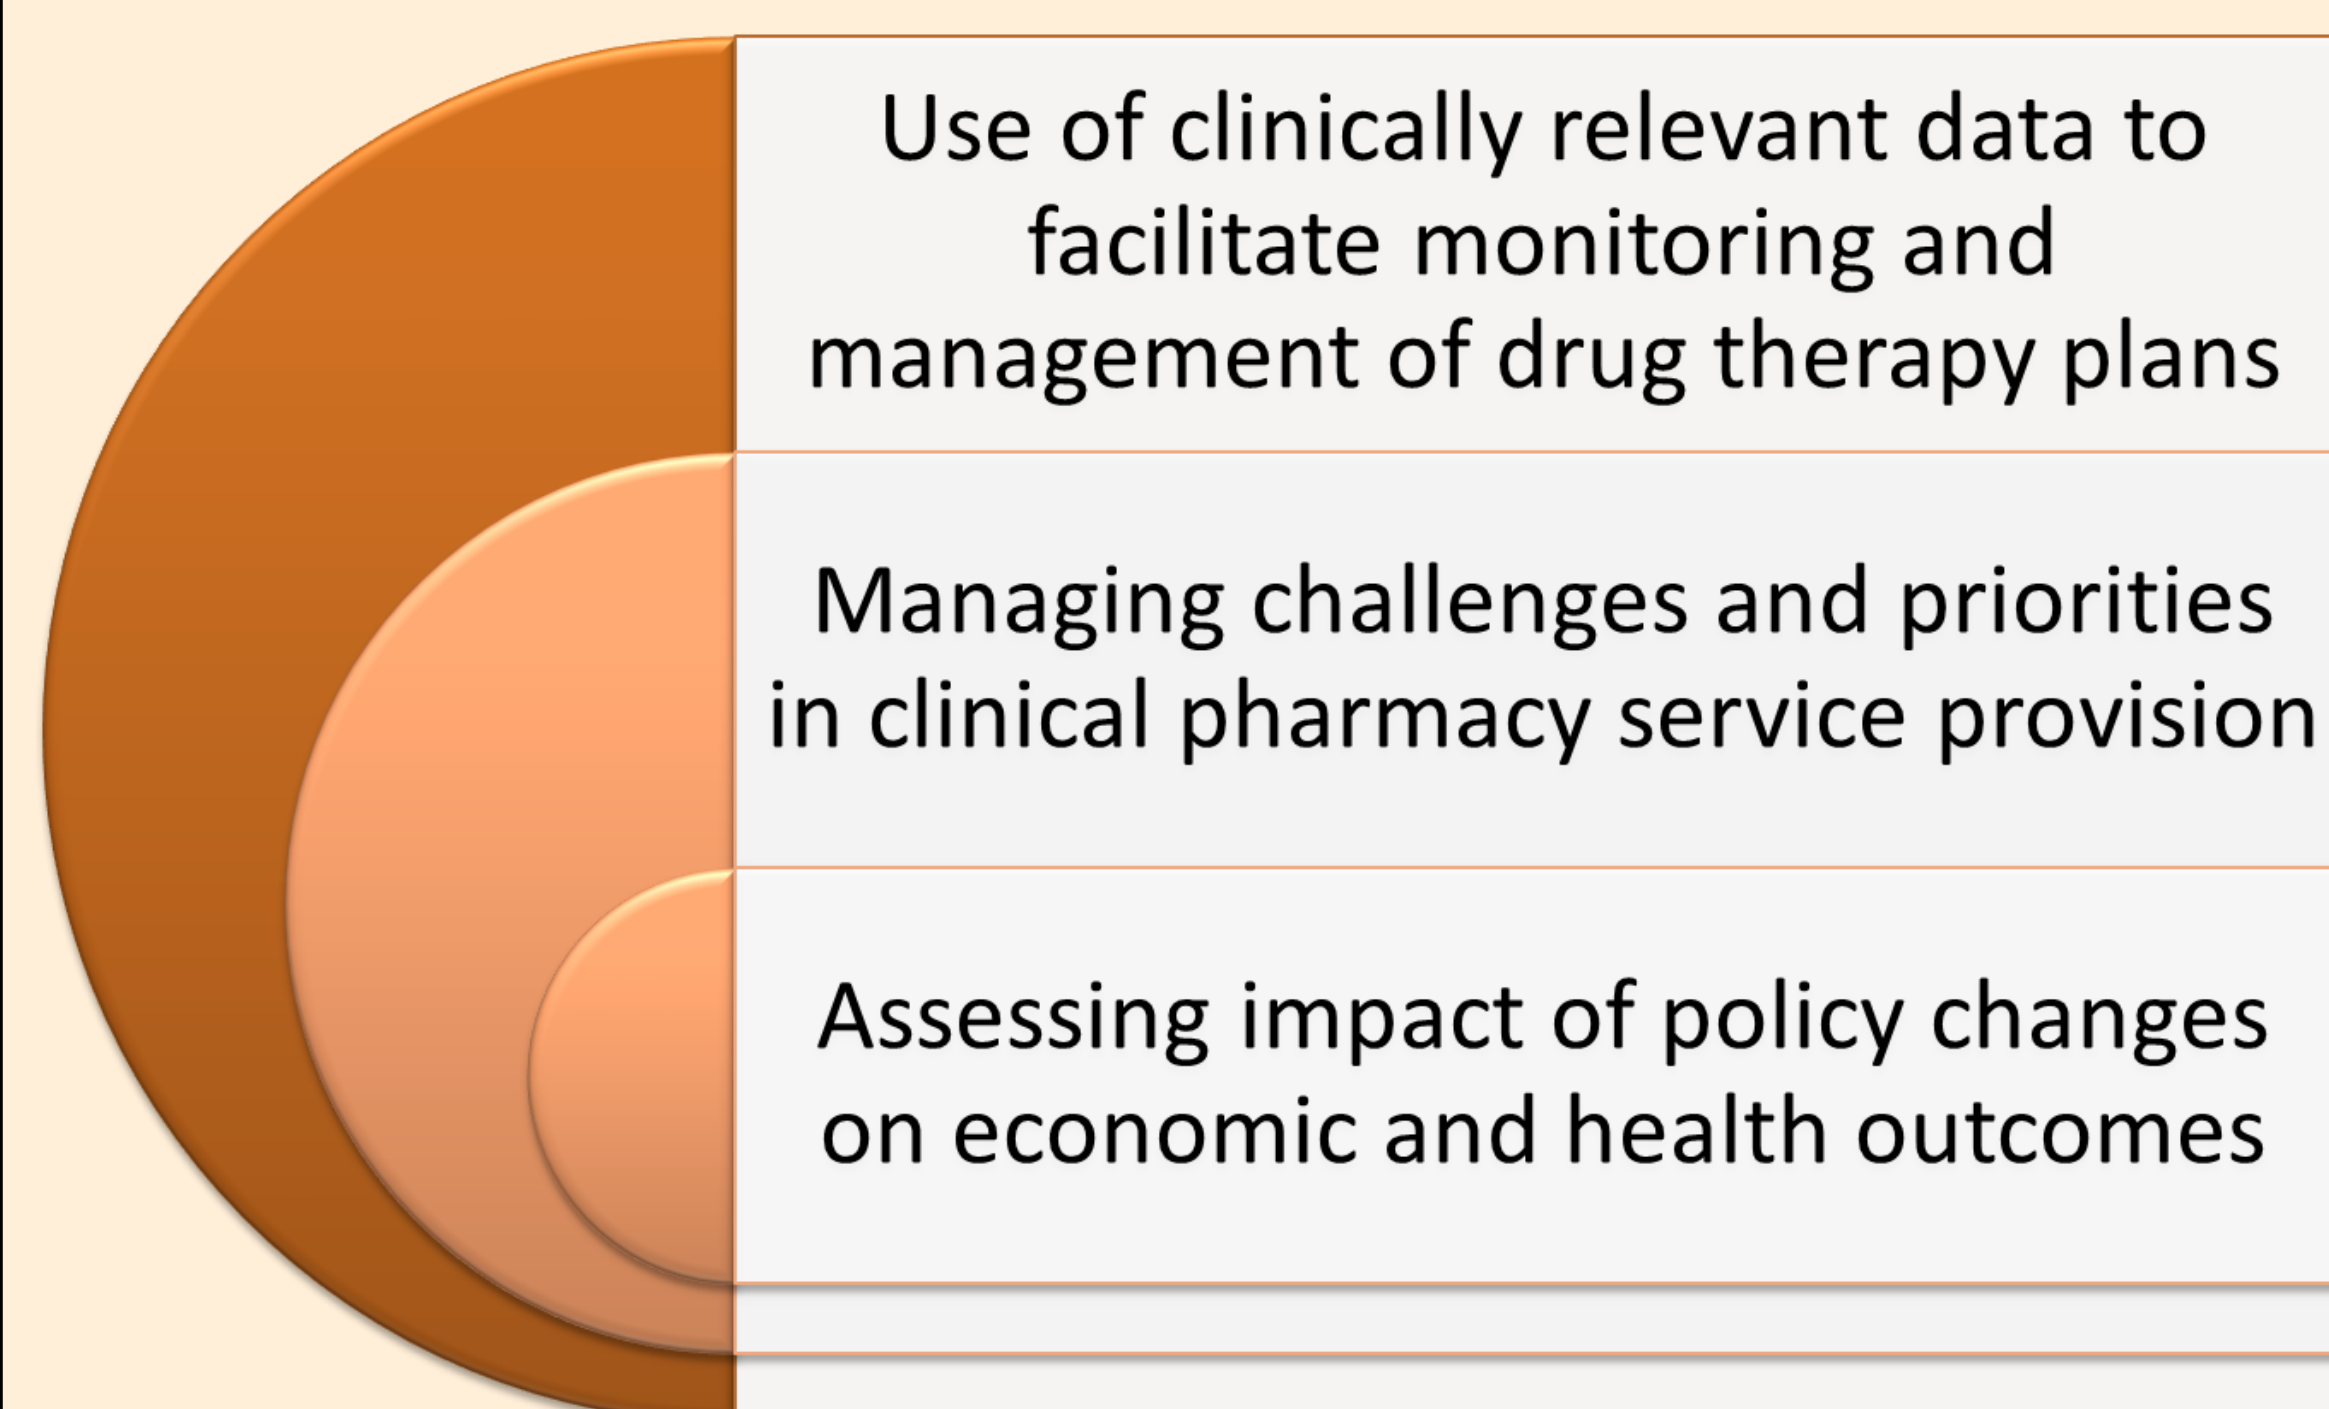 Use of clinically relevant data to
facilitate monitoring and
management of drug therapy plans
Managing challenges and priorities
in clinical pharmacy service provision
Assessing impact of policy changes
on economic and health outcomes